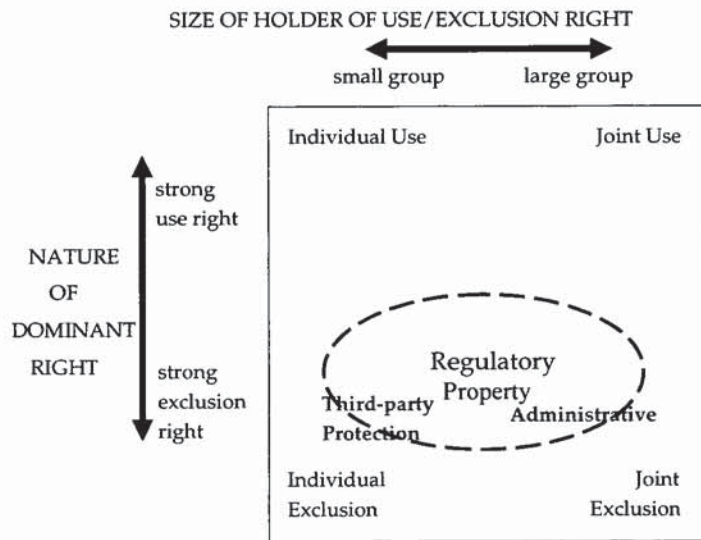 SIZE OF HOLDER OF USE/EXCLUSION RIGHT
small group large group
Individual Use Joint Use
strong
use right
NATURE
OF
DOMINANT
RIGHT
strong
exclusion
right
Regulatory
Property
Third-party
Protection
Administrative
Individual
Exclusion
Joint
Exclusion